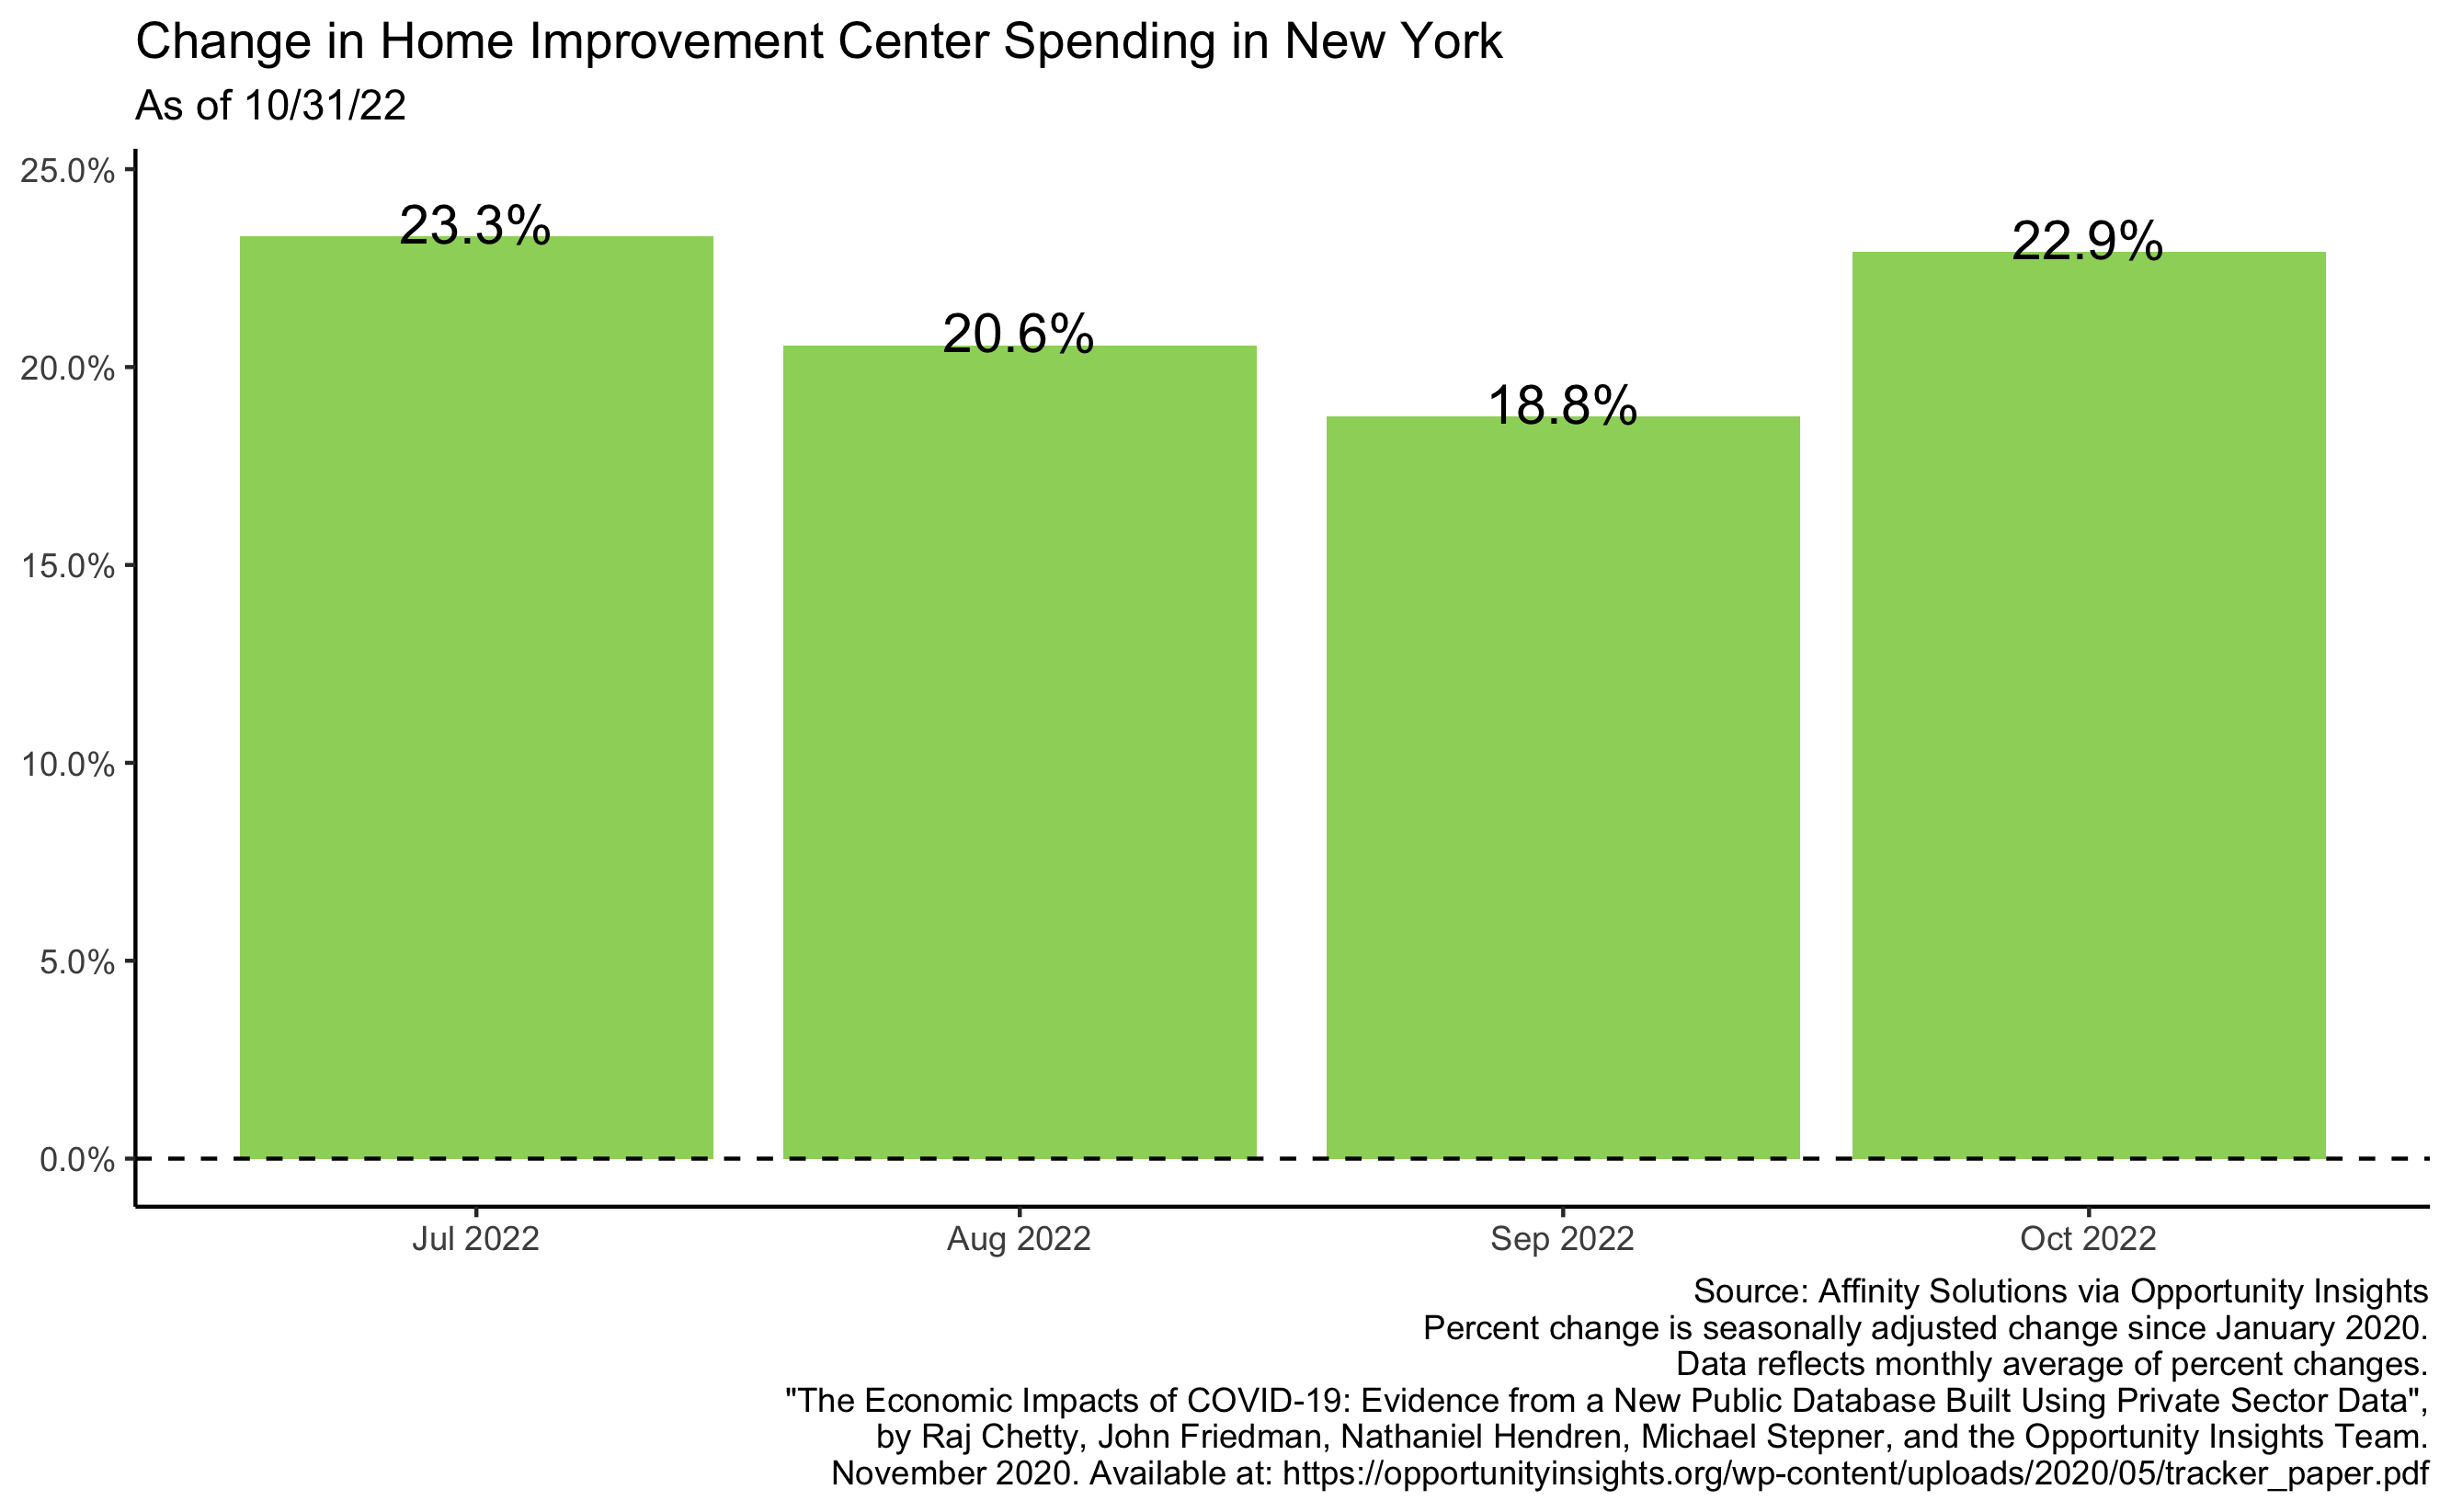 Change in Home Improvement Center Spending in New York
As of 10/31/22
25.0%
20.0%
15.0%
10.0%
5.0%
0.0%
23.3%
20.6%
18.8%
22.9%
Jul 2022
Aug 2022
Sep 2022
Oct 2022
Source: Affinity Solutions via Opportunity Insights
Percent change is seasonally adjusted change since January 2020.
Data reflects monthly average of percent changes.
"The Economic Impacts of COVID-19: Evidence from a New Public Database Built Using Private Sector Data",
by Raj Chetty, John Friedman, Nathaniel Hendren, Michael Stepner, and the Opportunity Insights Team.
November 2020. Available at: https://opportunityinsights.org/wp-content/uploads/2020/05/tracker_paper.pdf